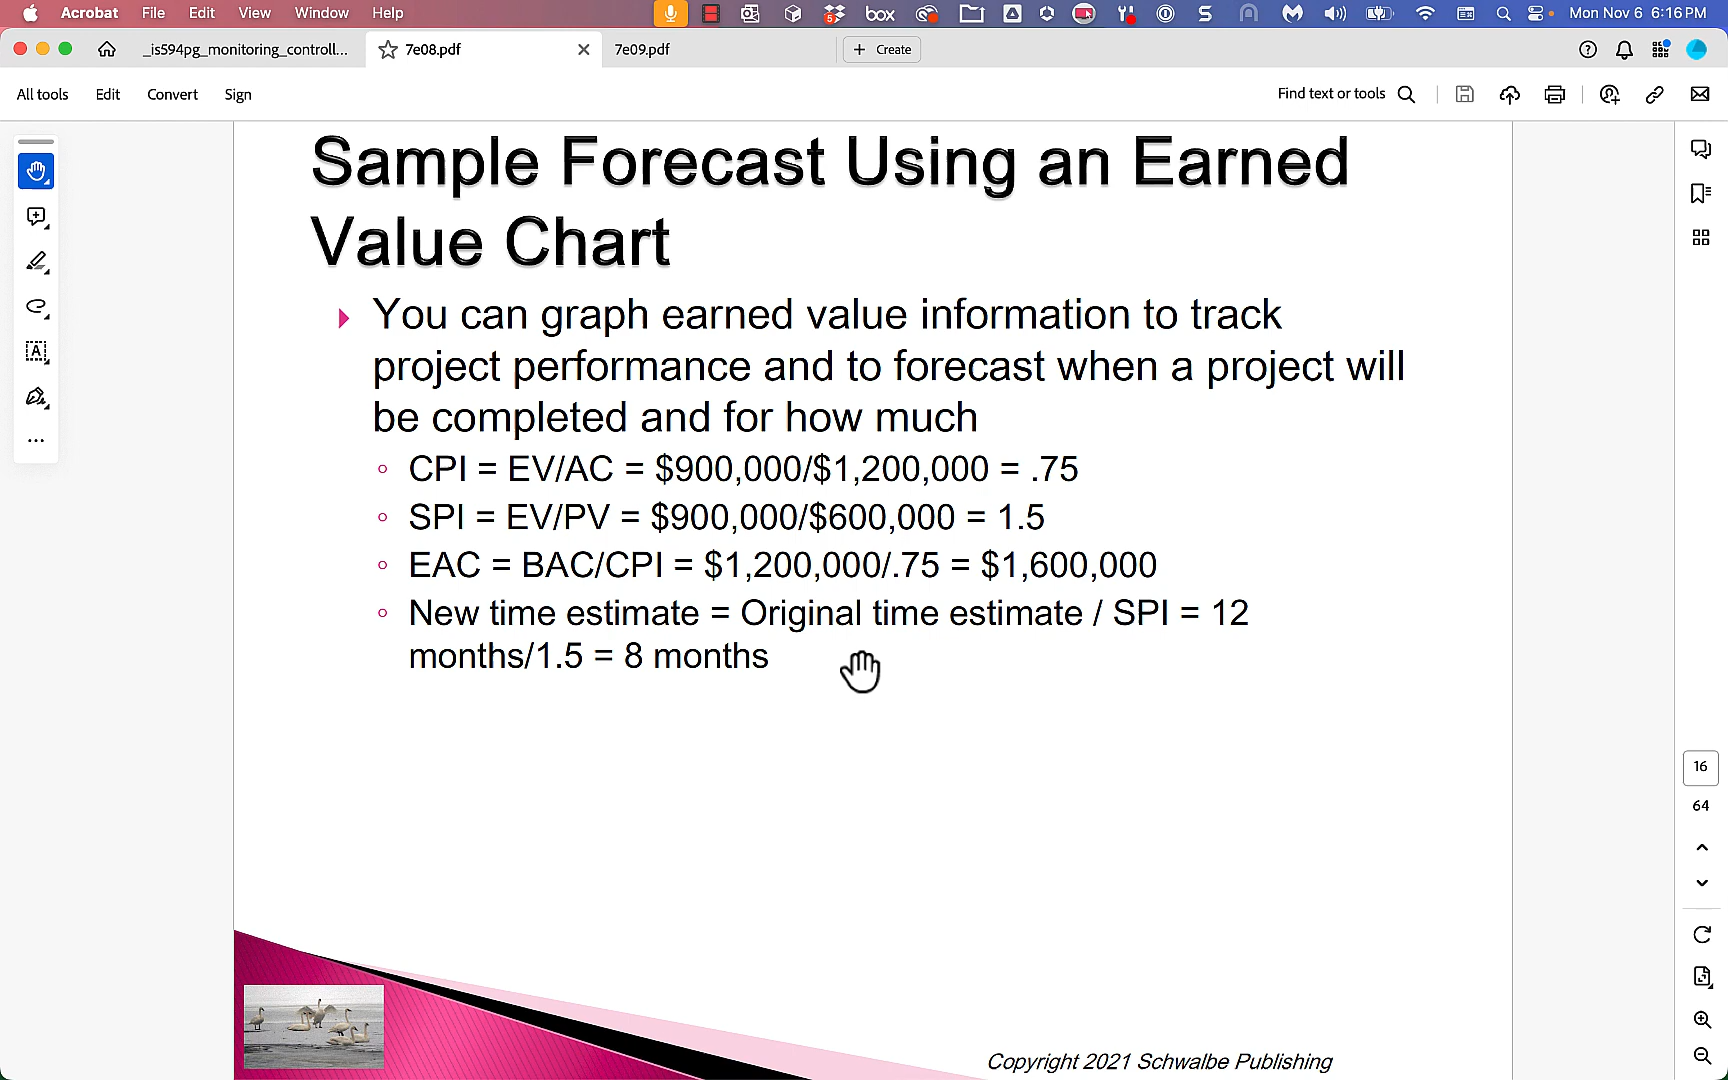 Acrobat File Edit View Window Help box Mon Nov 6 6:16 PM
_is594pg_monitoring_controll... 7e08.pdf 7e09.pdf + Create
All tools Edit Convert Sign Find text or tools
Sample Forecast Using an Earned
Value Chart
You can graph earned value information to track
project performance and to forecast when a project will
be completed and for how much
CPI = EV/AC = $900,000/$1,200,000 = .75
SPI = EV/PV = $900,000/$600,000 = 1.5
EAC = BAC/CPI = $1,200,000/.75 = $1,600,000
New time estimate = Original time estimate / SPI = 12
months/1.5 = 8 months
16
64
Copyright 2021 Schwalbe Publishing